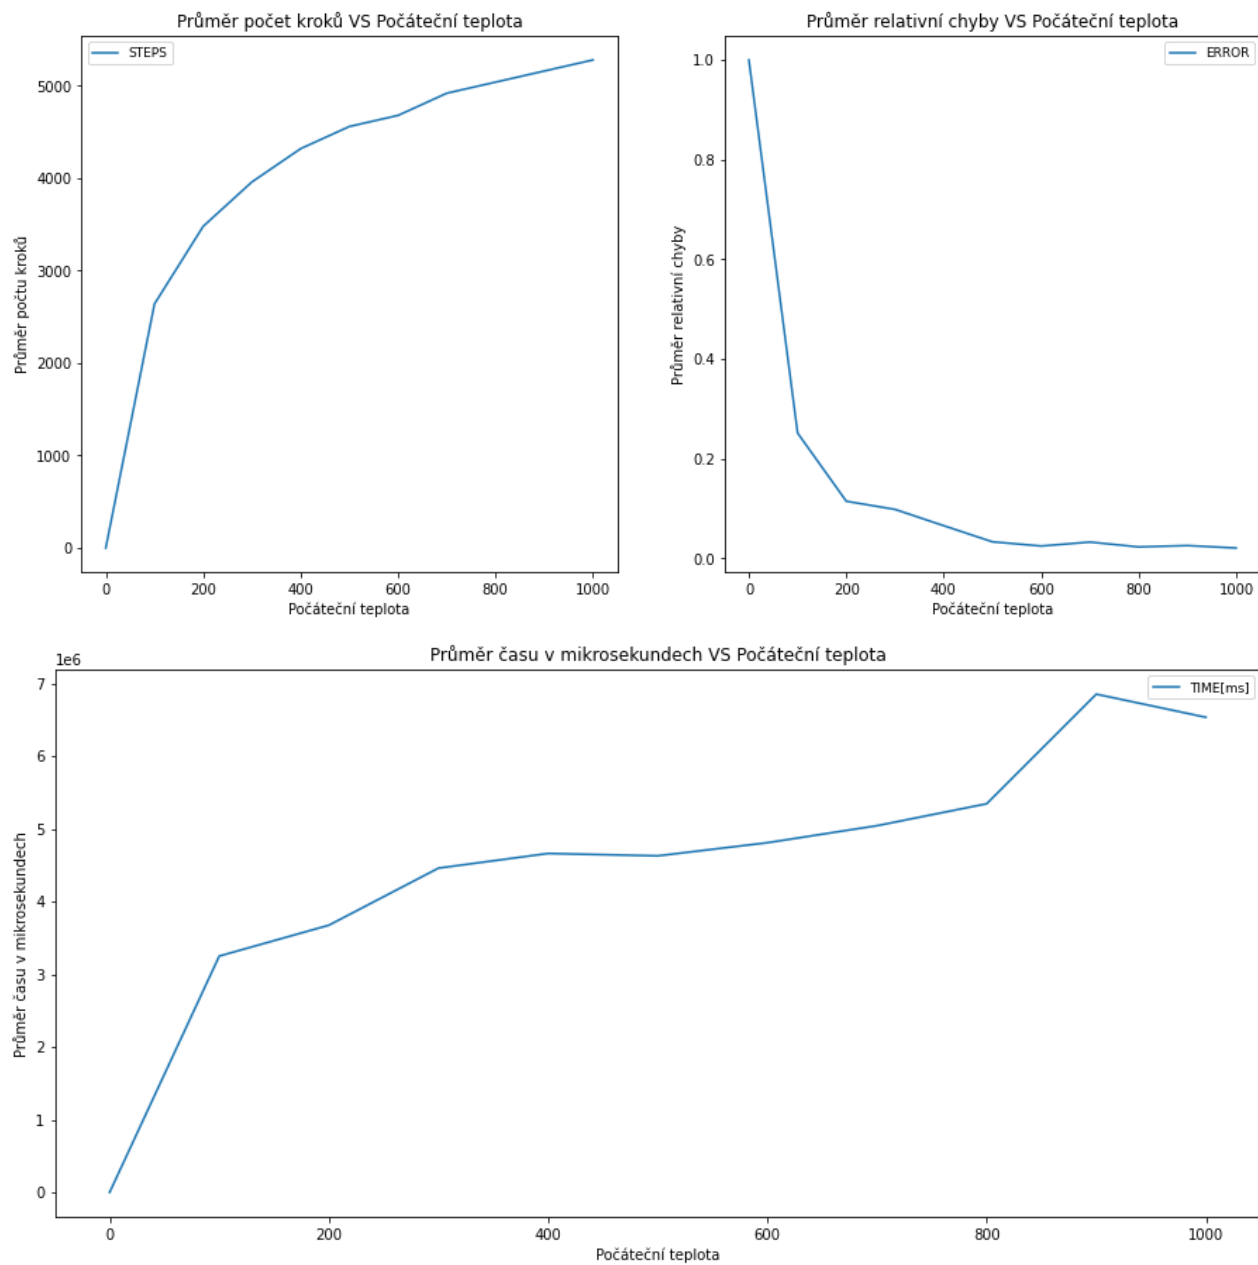 Průměr počet kroků VS Počáteční teplota
STEPS
5000
4000
3000
2000
1000
0
Průměr počtu kroků
0 200 400 600 800 1000
Počáteční teplota
Průměr relativní chyby VS Počáteční teplota
ERROR
1.0
0.8
0.6
0.4
0.2
0.0
Průměr relativní chyby
0 200 400 600 800 1000
Počáteční teplota
Průměr času v mikrosekundech VS Počáteční teplota
1e6
TIME[ms]
7
6
5
4
3
2
1
0
Průměr času v mikrosekundech
0 200 400 600 800 1000
Počáteční teplota